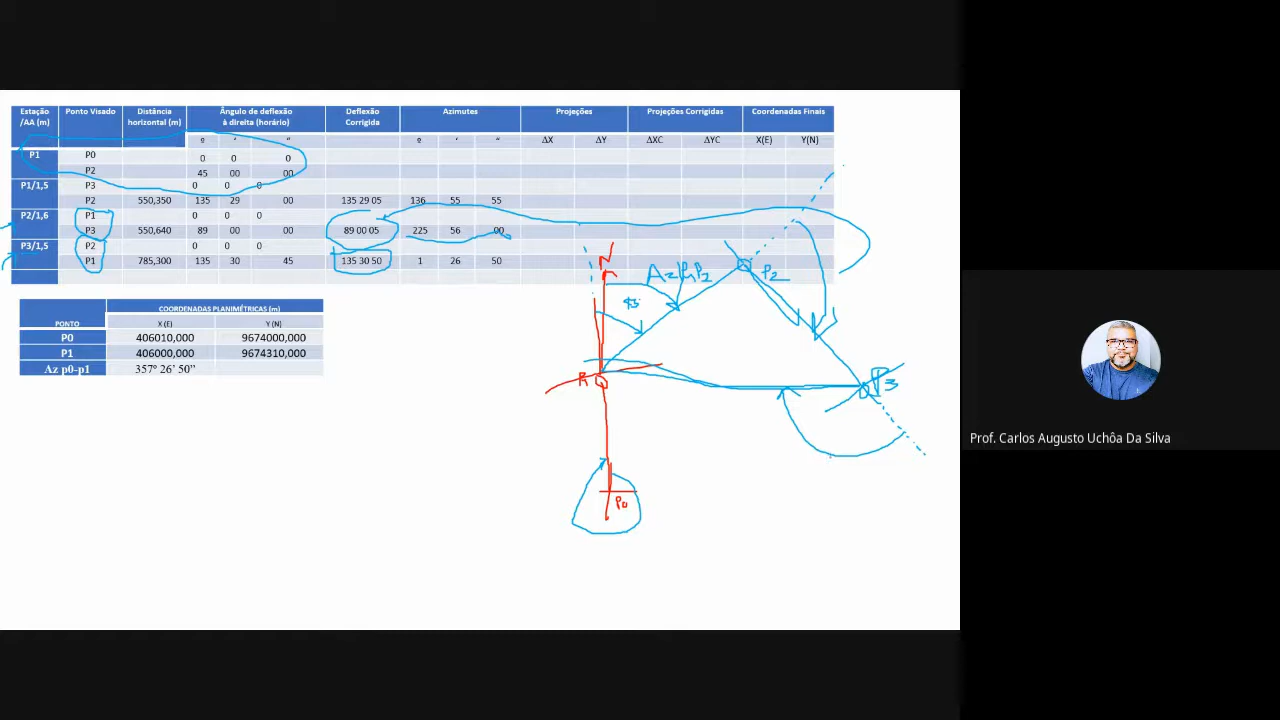 Estação /AA (m) Ponto Visado Distância horizontal (m) Ângulo de deflexão à direita (horário) Deflexão Corrigida Azimutes Projeções Projeções Corrigidas Coordenadas Finais
º ‘ “ º ‘ “ ΔX ΔY ΔXC ΔYC X(E) Y(N)
P1 P0 0 0 0
P2 45 00 00
P1/1,5 P3 0 0 0
P2 550,350 135 29 00 135 29 05 136 55 55
P2/1,6 P1 0 0 0
P3 550,640 89 00 00 89 00 05 225 56 00
P3/1,5 P2 0 0 0
P1 785,300 135 30 45 135 30 50 1 26 50
COORDENADAS PLANIMÉTRICAS (m)
PONTO X (E) Y (N)
P0 406010,000 9674000,000
P1 406000,000 9674310,000
Az p0-p1 357º 26’ 50”
N
AzP1P2
P2
45
P1
P3
P0
Prof. Carlos Augusto Uchôa Da Silva